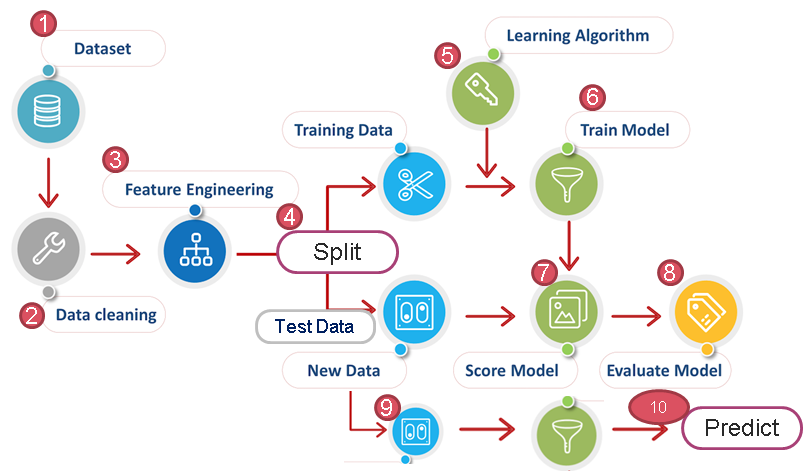 1
Dataset
5
Learning Algorithm
6
Train Model
Training Data
3
Feature Engineering
4
Split
2
Data cleaning
Test Data
7
8
New Data
Score Model
Evaluate Model
9
10
Predict